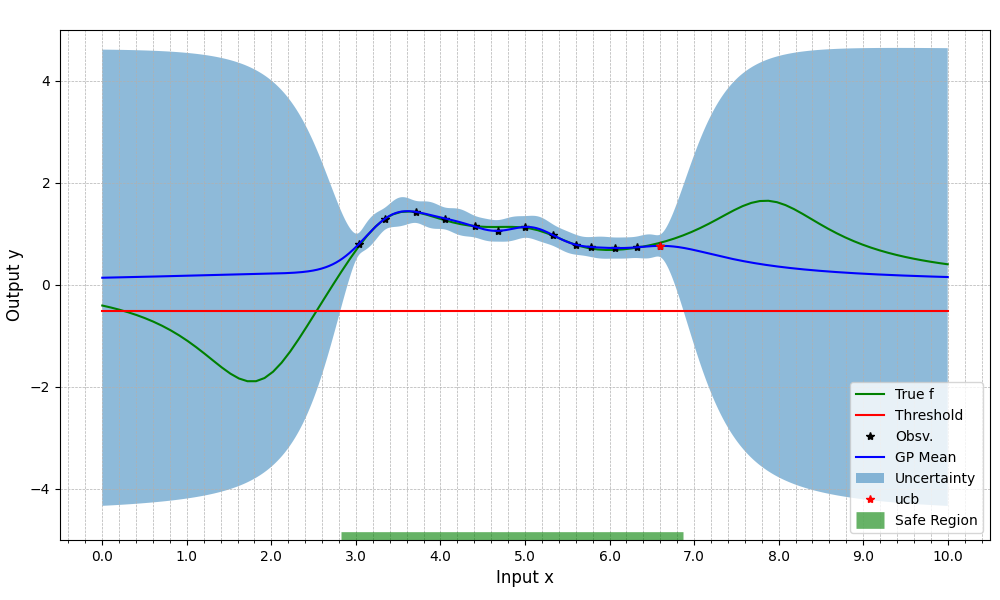 4
2
0
−2
−4
Output y
0.0 1.0 2.0 3.0 4.0 5.0 6.0 7.0 8.0 9.0 10.0
Input x
True f
Threshold
Obsv.
GP Mean
Uncertainty
ucb
Safe Region